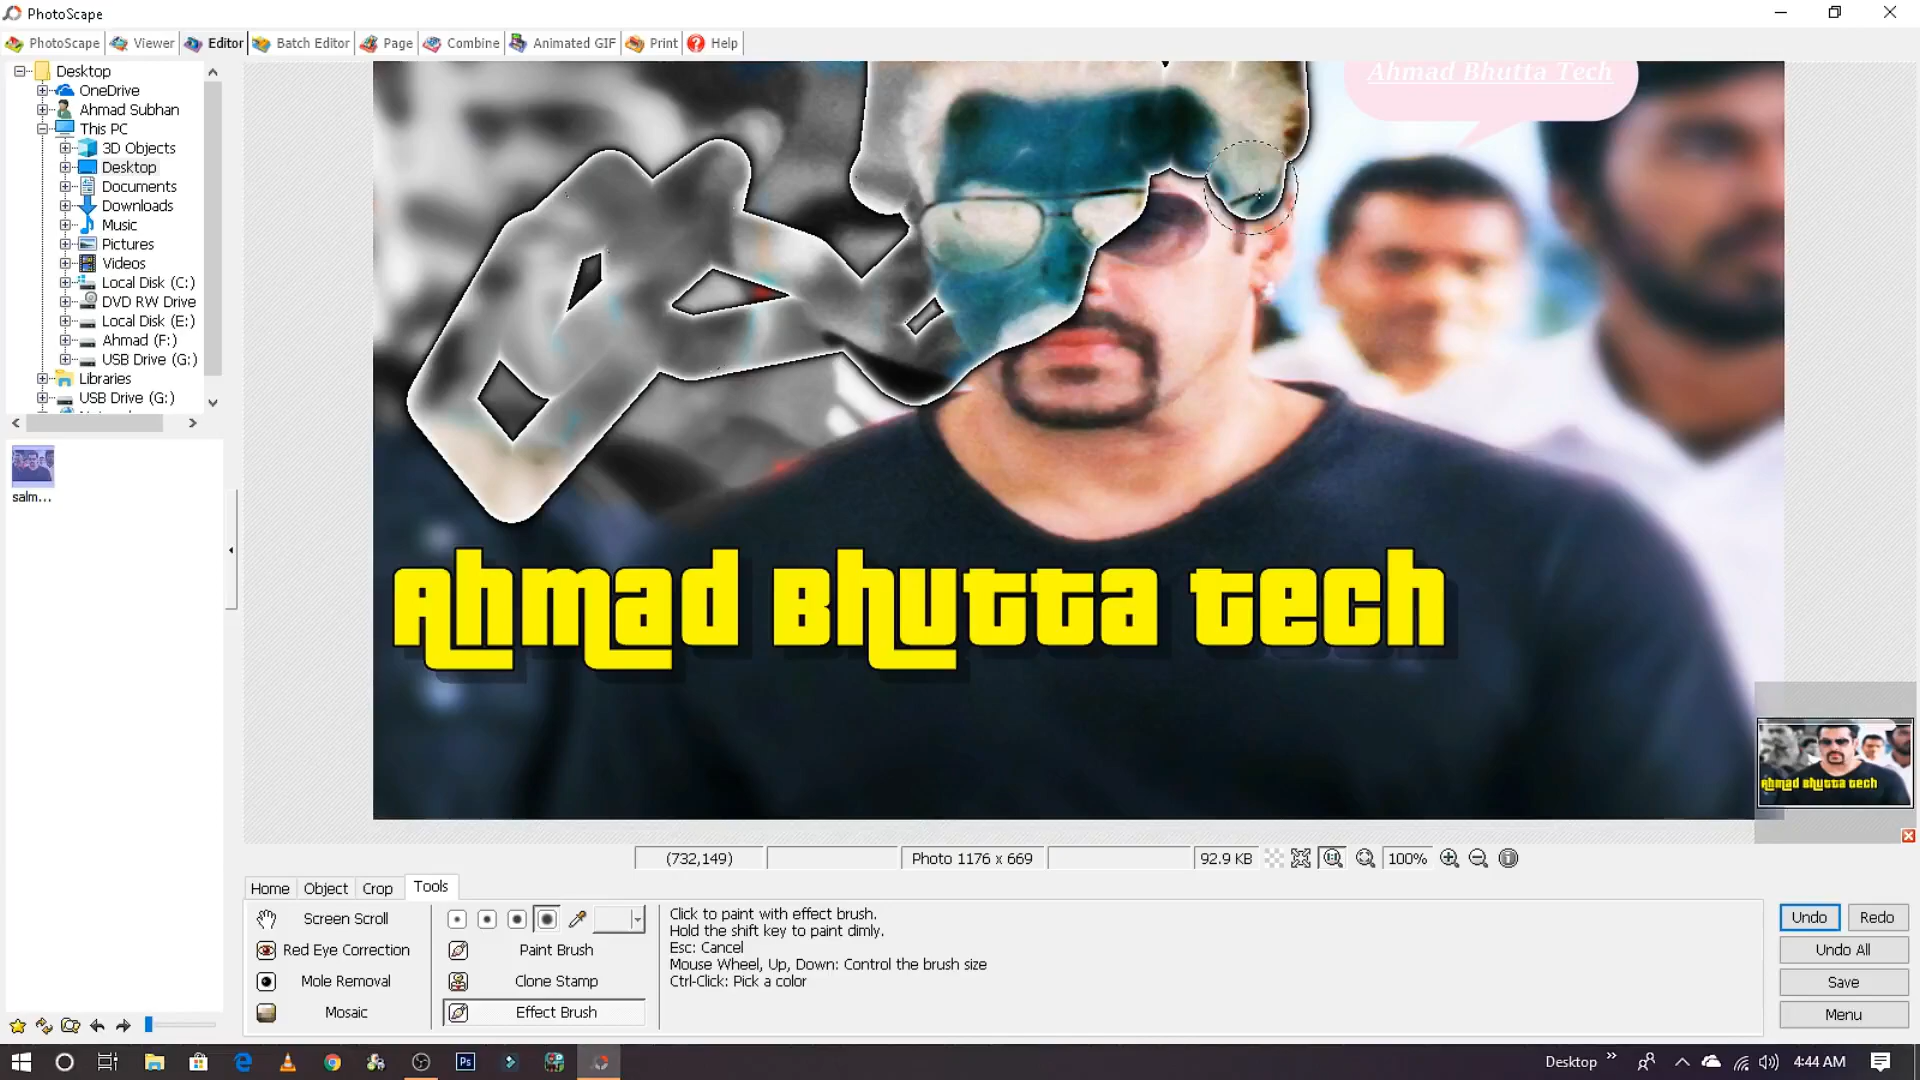 PhotoScape
PhotoScape Viewer Editor Batch Editor Page Combine Animated GIF Print Help
Desktop
OneDrive
Ahmad Subhan
This PC
3D Objects
Desktop
Documents
Downloads
Music
Pictures
Videos
Local Disk (C:)
DVD RW Drive
Local Disk (E:)
Ahmad (F:)
USB Drive (G:)
Libraries
USB Drive (G:)
salm...
Ahmad Bhutta Tech
Ahmad Bhutta tech
Ahmad Bhutta tech
(732,149) Photo 1176 x 669 92.9 KB 100%
Home Object Crop Tools
Screen Scroll
Red Eye Correction
Mole Removal
Mosaic
Paint Brush
Clone Stamp
Effect Brush
Click to paint with effect brush.
Hold the shift key to paint dimly.
Esc: Cancel
Mouse Wheel, Up, Down: Control the brush size
Ctrl-Click: Pick a color
Undo Redo
Undo All
Save
Menu
Ps
Desktop
4:44 AM